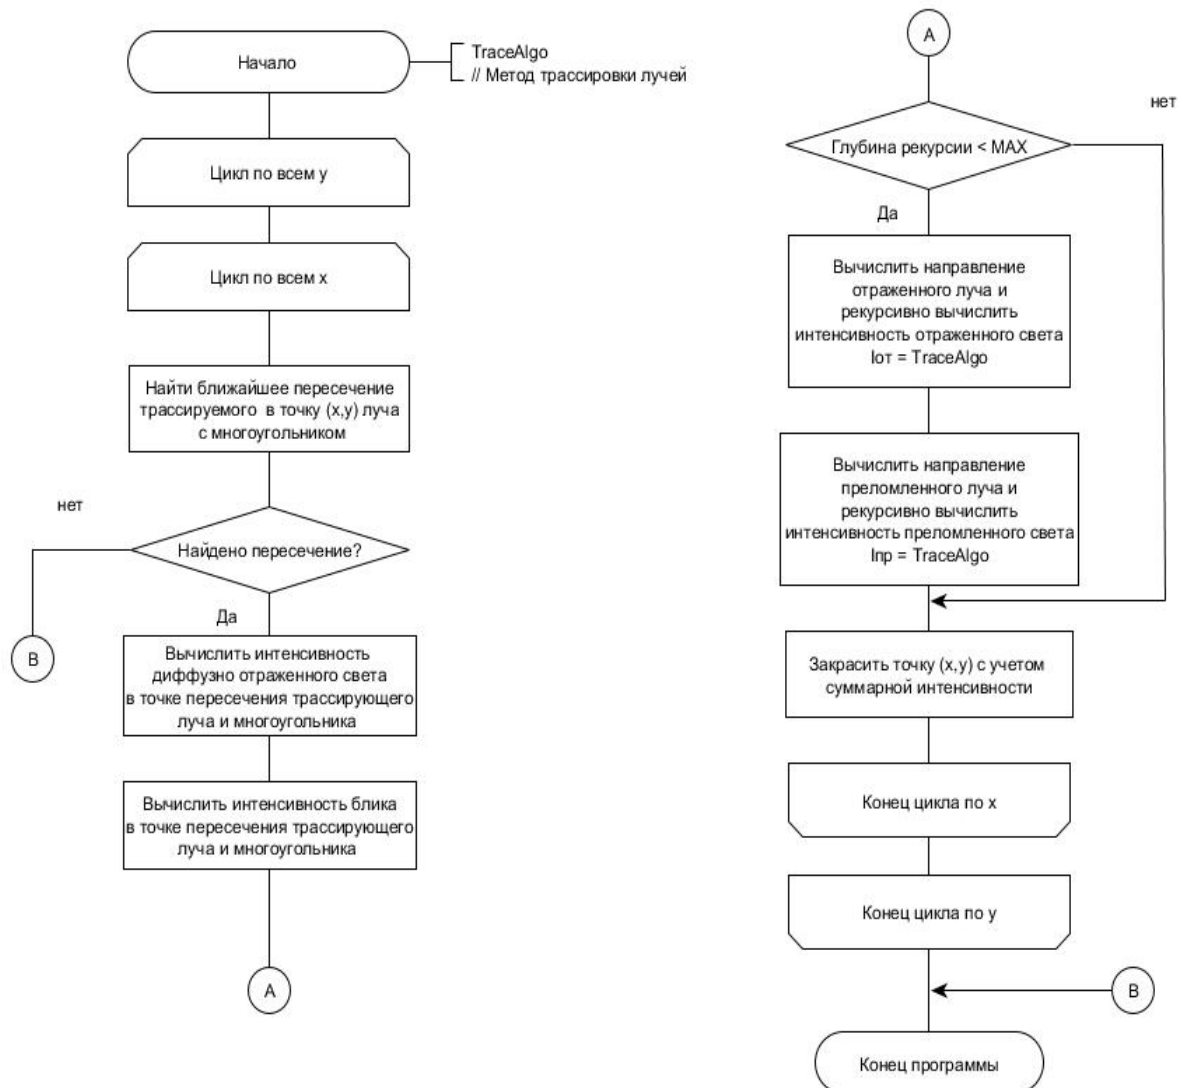 Начало
TraceAlgo
// Метод трассировки лучей
Цикл по всем y
Цикл по всем x
Найти ближайшее пересечение
трассируемого в точку (x,y) луча
с многоугольником
нет
Найдено пересечение?
Да
B
Вычислить интенсивность
диффузно отраженного света
в точке пересечения трассирующего
луча и многоугольника
Вычислить интенсивность блика
в точке пересечения трассирующего
луча и многоугольника
A
A
нет
Глубина рекурсии < MAX
Да
Вычислить направление
отраженного луча и
рекурсивно вычислить
интенсивность отраженного света
Iот = TraceAlgo
Вычислить направление
преломленного луча и
рекурсивно вычислить
интенсивность преломленного света
Iпр = TraceAlgo
Закрасить точку (x,y) с учетом
суммарной интенсивности
Конец цикла по x
Конец цикла по y
B
Конец программы